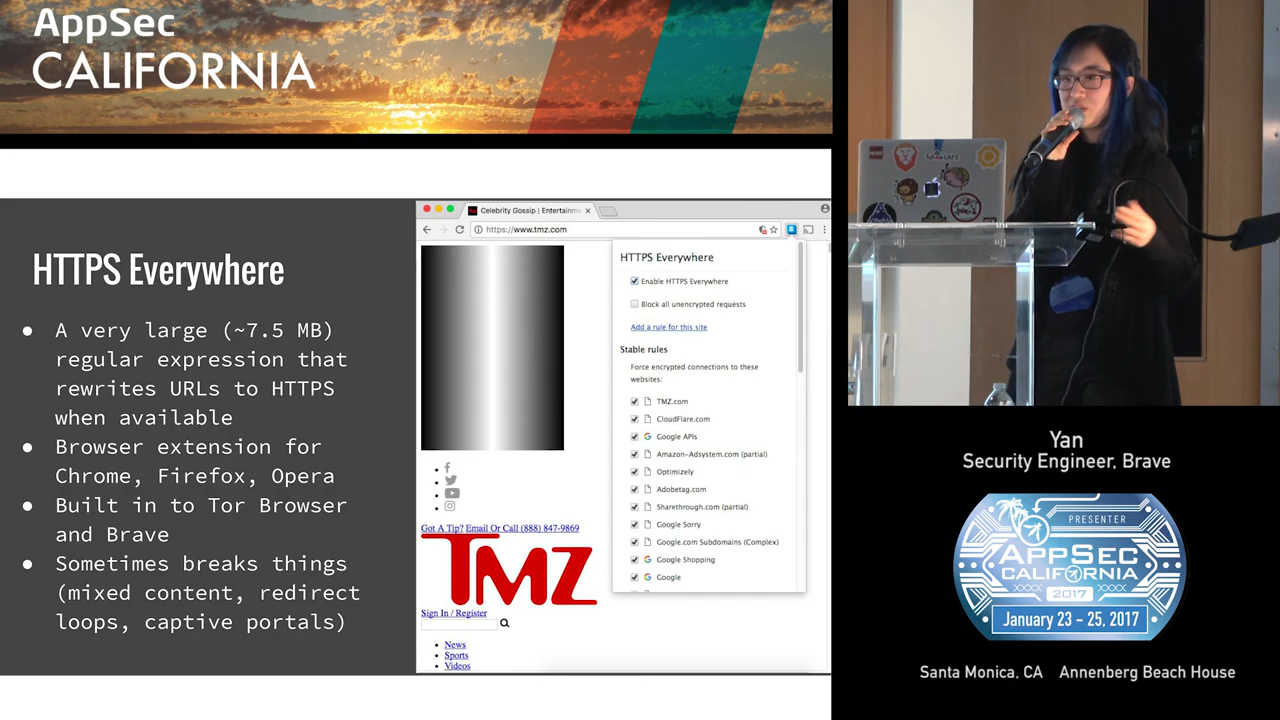 AppSec
CALIFORNIA
HTTPS Everywhere
● A very large (~7.5 MB)
regular expression that
rewrites URLs to HTTPS
when available
● Browser extension for
Chrome, Firefox, Opera
● Built in to Tor Browser
and Brave
● Sometimes breaks things
(mixed content, redirect
loops, captive portals)
Celebrity Gossip | Entertainme
https://www.tmz.com
HTTPS Everywhere
Enable HTTPS Everywhere
Block all unencrypted requests
Add a rule for this site
Stable rules
Force encrypted connections to these
websites:
TMZ.com
CloudFlare.com
Google APIs
Amazon-Adsystem.com (partial)
Optimizely
Adobetag.com
Sharethrough.com (partial)
Google Sorry
Google.com Subdomains (Complex)
Google Shopping
Google
Got A Tip? Email Or Call (888) 847-9869
TMZ
Sign In / Register
News
Sports
Videos
Yan
Security Engineer, Brave
PRESENTER
APPSEC
CALIFORNIA
2017
January 23 – 25, 2017
Santa Monica, CA Annenberg Beach House